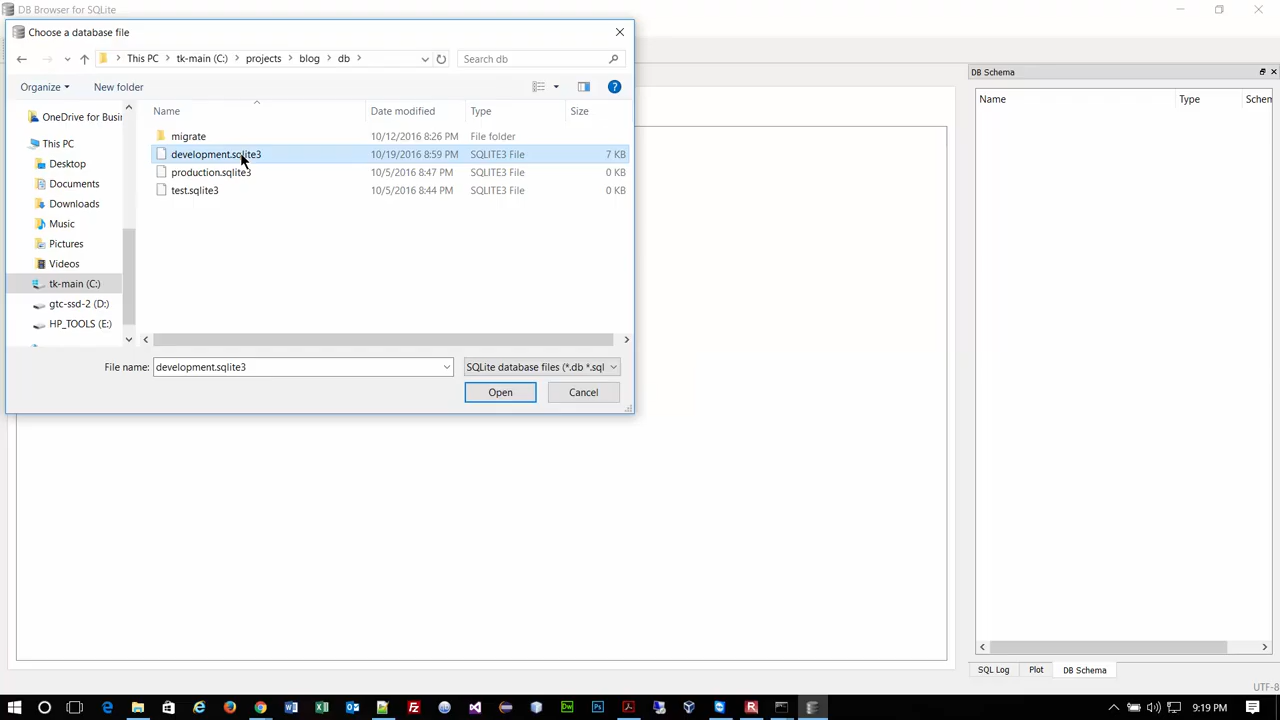 DB Browser for SQLite
Choose a database file
This PC
tk-main (C:)
projects
blog
db
Search db
Organize
New folder
Name
Date modified
Type
Size
OneDrive for Busin
This PC
Desktop
Documents
Downloads
Music
Pictures
Videos
tk-main (C:)
gtc-ssd-2 (D:)
HP_TOOLS (E:)
migrate 10/12/2016 8:26 PM File folder
development.sqlite3 10/19/2016 8:59 PM SQLITE3 File 7 KB
production.sqlite3 10/5/2016 8:47 PM SQLITE3 File 0 KB
test.sqlite3 10/5/2016 8:44 PM SQLITE3 File 0 KB
File name: development.sqlite3
SQLite database files (*.db *.sql
Open
Cancel
DB Schema
Name Type Schem
SQL Log Plot DB Schema
UTF-8
9:19 PM